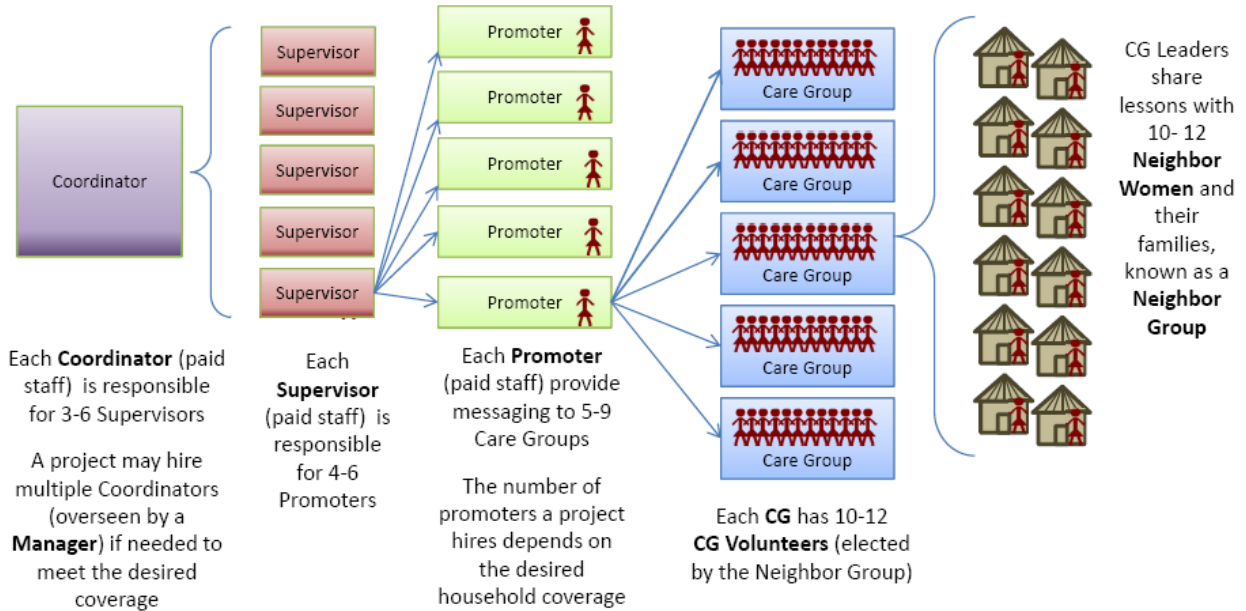 Coordinator
Each Coordinator (paid
staff)  is responsible
for 3-6 Supervisors
A project may hire
multiple Coordinators
(overseen by a
Manager) if needed to
meet the desired
coverage
Supervisor
Supervisor
Supervisor
Supervisor
Supervisor
Each
Supervisor
(paid staff)  is
responsible
for 4-6
Promoters
Promoter
Promoter
Promoter
Promoter
Promoter
Each Promoter
(paid staff) provide
messaging to 5-9
Care Groups
The number of
promoters a project
hires depends on
the desired
household coverage
Care Group
Care Group
Care Group
Care Group
Care Group
Each CG has 10-12
CG Volunteers (elected
by the Neighbor Group)
CG Leaders
share
lessons with
10- 12
Neighbor
Women and
their
families,
known as a
Neighbor
Group